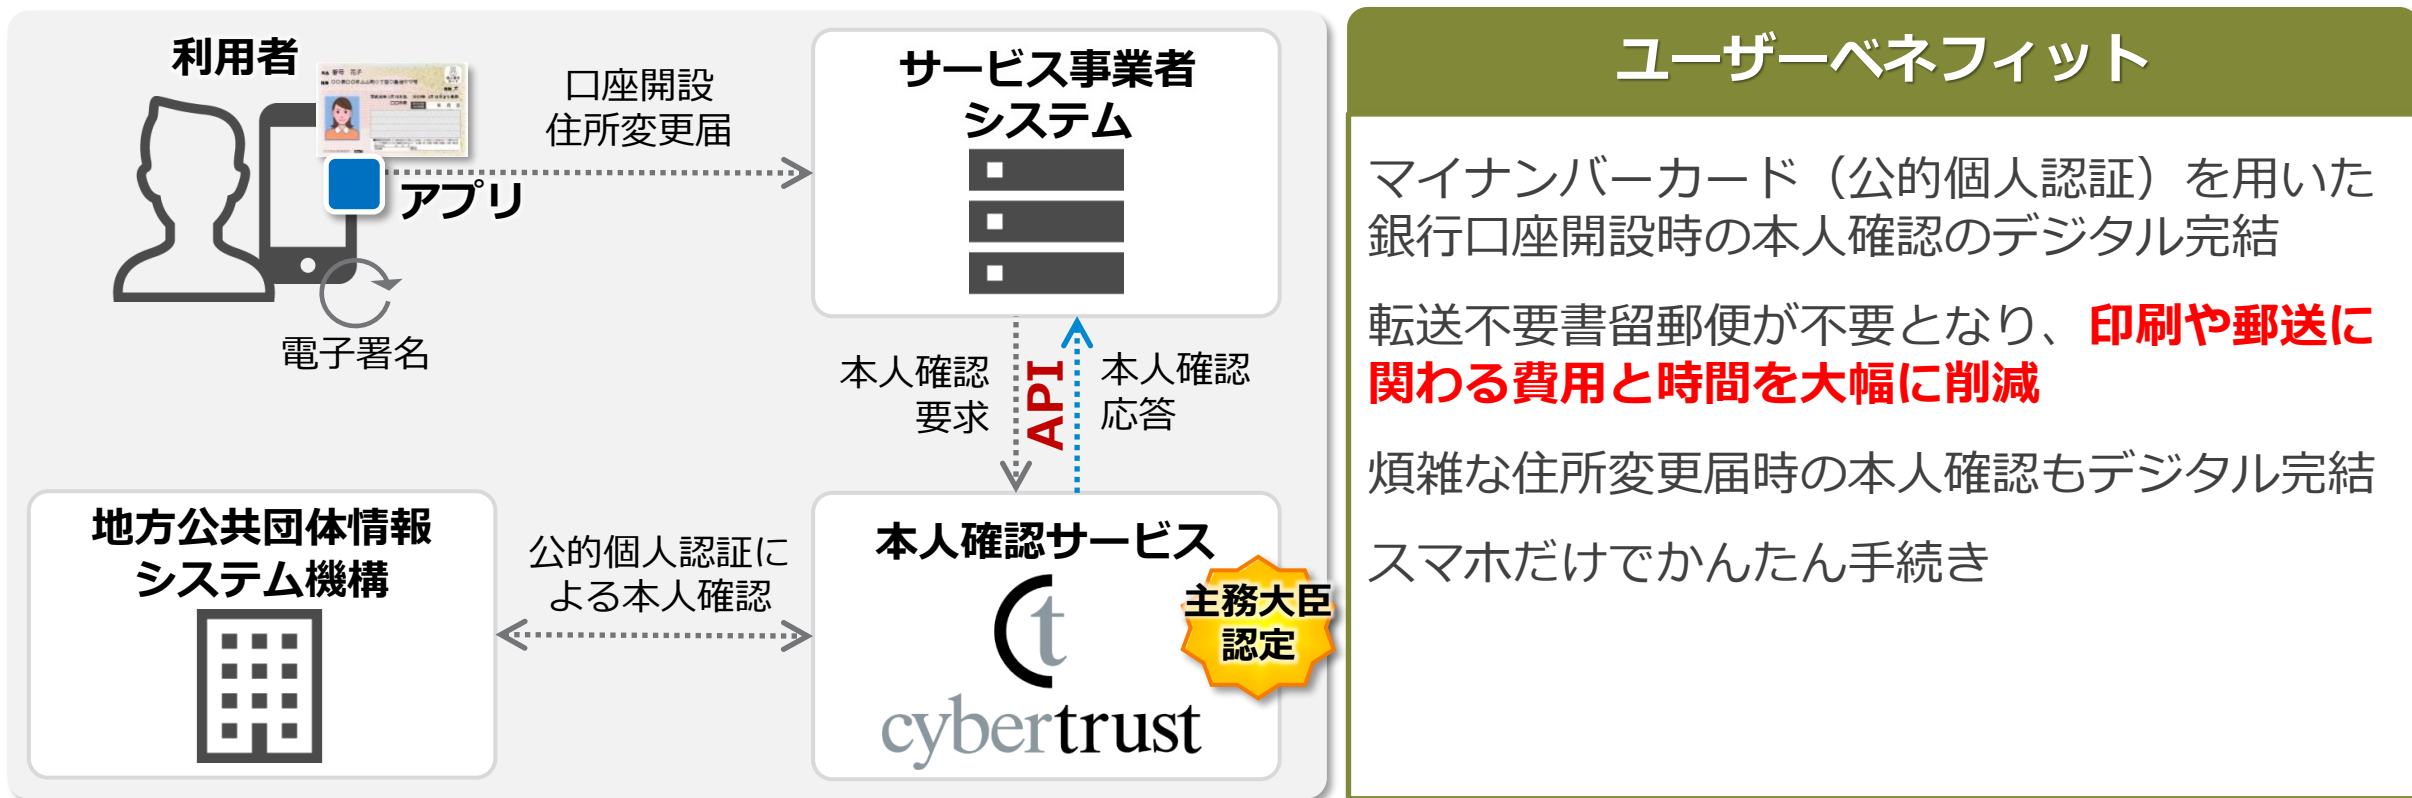 利用者
アプリ
電子署名
口座開設
住所変更届
サービス事業者
システム
本人確認
要求
API
本人確認
応答
地方公共団体情報
システム機構
公的個人認証に
よる本人確認
本人確認サービス
主務大臣
認定
cybertrust
ユーザーベネフィット
マイナンバーカード（公的個人認証）を用いた
銀行口座開設時の本人確認のデジタル完結
転送不要書留郵便が不要となり、印刷や郵送に
関わる費用と時間を大幅に削減
煩雑な住所変更届時の本人確認もデジタル完結
スマホだけでかんたん手続き